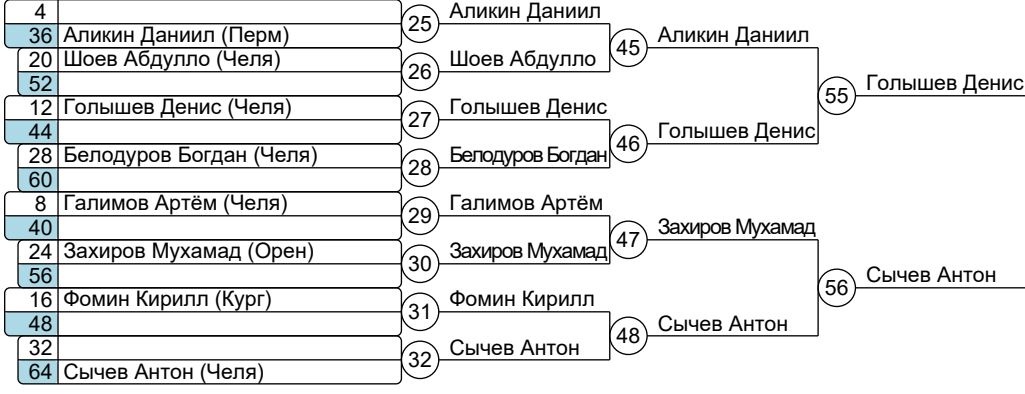 4
25 Аликин Даниил
36 Аликин Даниил (Перм)
45 Аликин Даниил
20 Шоев Абдулло (Челя)
26 Шоев Абдулло
52
55 Голышев Денис
12 Голышев Денис (Челя)
27 Голышев Денис
44
46 Голышев Денис
28 Белодуров Богдан (Челя)
28 Белодуров Богдан
60
8 Галимов Артём (Челя)
29 Галимов Артём
40
47 Захиров Мухамад
24 Захиров Мухамад (Орен)
30 Захиров Мухамад
56
56 Сычев Антон
16 Фомин Кирилл (Кург)
31 Фомин Кирилл
48
48 Сычев Антон
32
32 Сычев Антон
64 Сычев Антон (Челя)